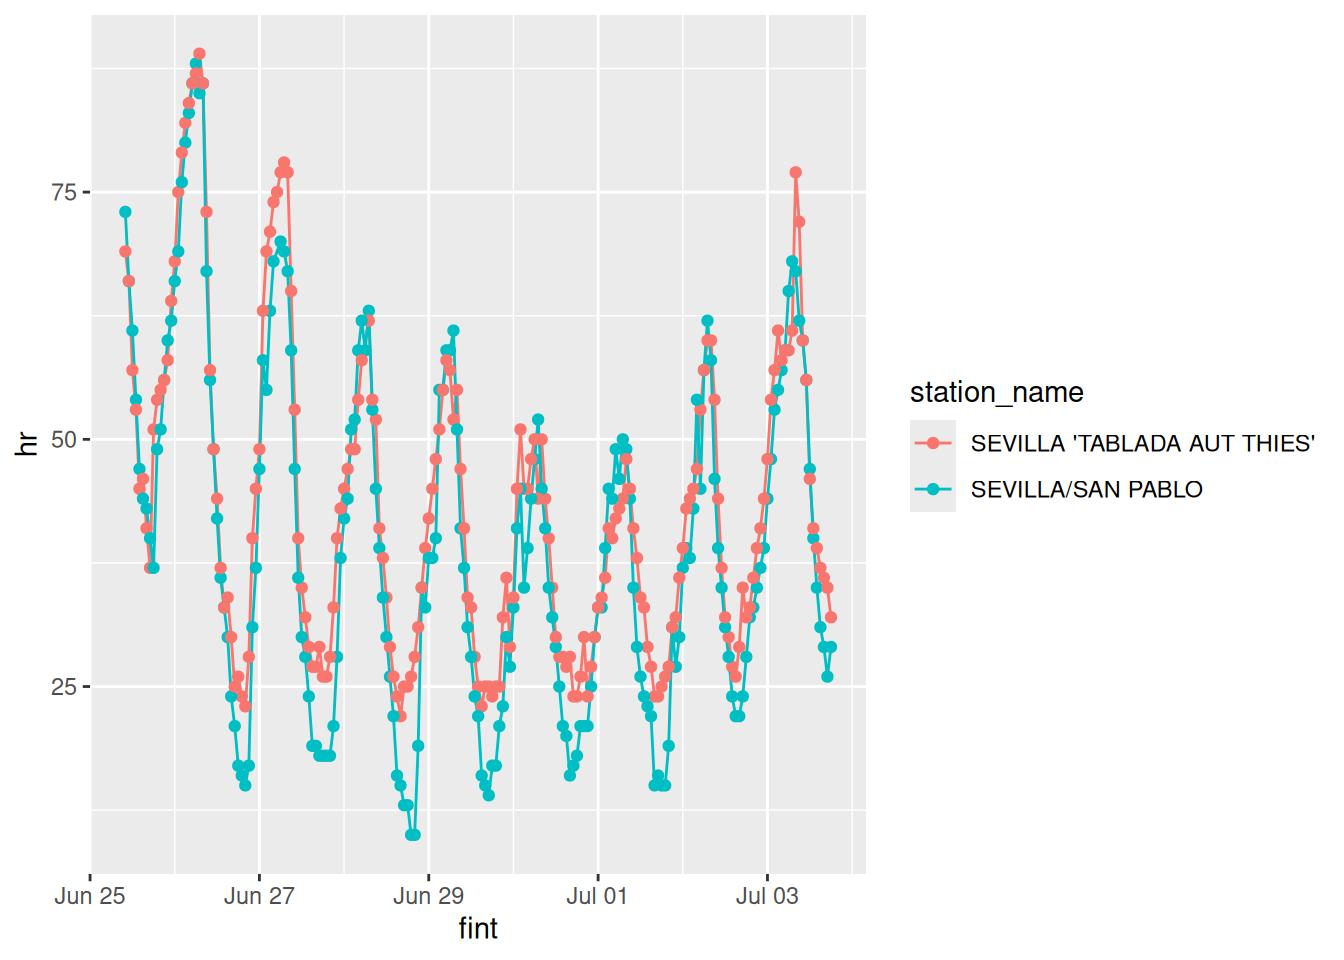 hr
75
50
25
Jun 25
Jun 27
Jun 29
Jul 01
Jul 03
fint
station_name
SEVILLA 'TABLADA AUT THIES'
SEVILLA/SAN PABLO